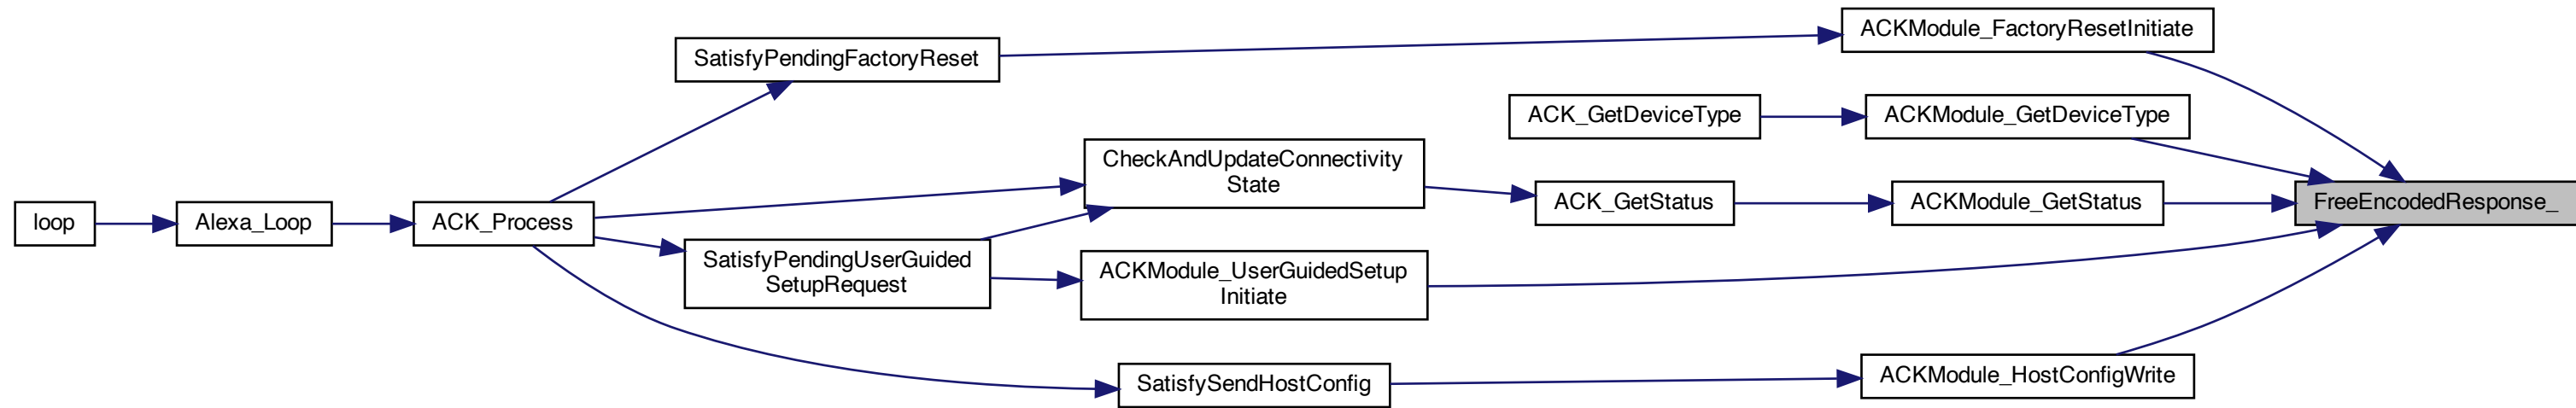 loop
Alexa_Loop
ACK_Process
SatisfyPendingFactoryReset
SatisfyPendingUserGuided
SetupRequest
CheckAndUpdateConnectivity
State
ACKModule_UserGuidedSetup
Initiate
SatisfySendHostConfig
ACK_GetDeviceType
ACK_GetStatus
ACKModule_FactoryResetInitiate
ACKModule_GetDeviceType
ACKModule_GetStatus
ACKModule_HostConfigWrite
FreeEncodedResponse_